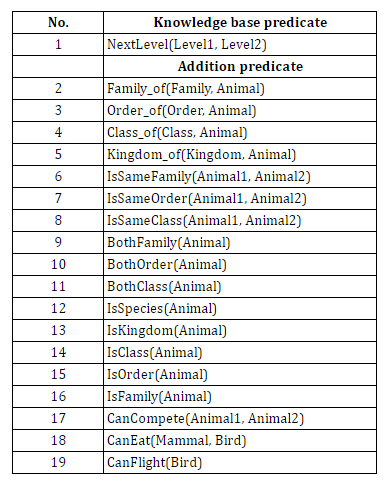 No. Knowledge base predicate
1 NextLevel(Level1, Level2)
Addition predicate
2 Family_of(Family, Animal)
3 Order_of(Order, Animal)
4 Class_of(Class, Animal)
5 Kingdom_of(Kingdom, Animal)
6 IsSameFamily(Animal1, Animal2)
7 IsSameOrder(Animal1, Animal2)
8 IsSameClass(Animal1, Animal2)
9 BothFamily(Animal)
10 BothOrder(Animal)
11 BothClass(Animal)
12 IsSpecies(Animal)
13 IsKingdom(Animal)
14 IsClass(Animal)
15 IsOrder(Animal)
16 IsFamily(Animal)
17 CanCompete(Animal1, Animal2)
18 CanEat(Mammal, Bird)
19 CanFlight(Bird)